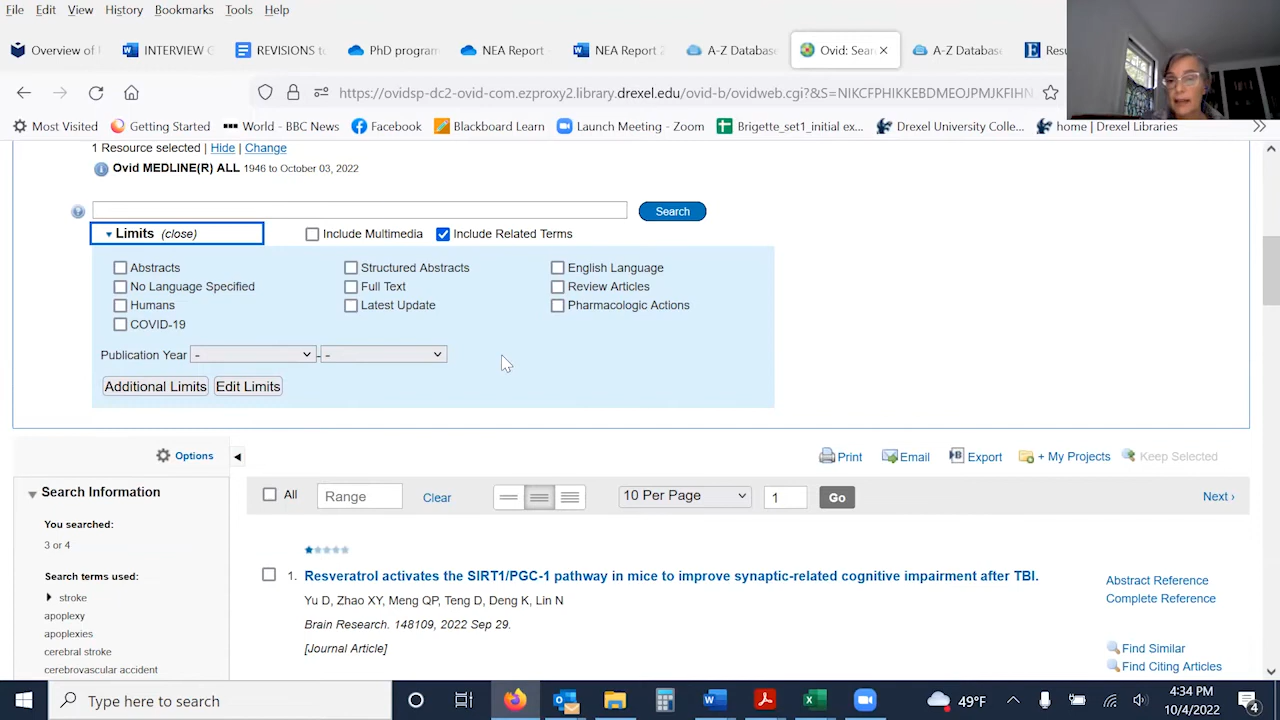 File Edit View History Bookmarks Tools Help
Overview of INTERVIEW G REVISIONS to PhD program NEA Report NEA Report 2 A-Z Databas Ovid: Sear A-Z Databas Resu
https://ovidsp-dc2-ovid-com.ezproxy2.library.drexel.edu/ovid-b/ovidweb.cgi?&S=NIKCFPHIKKEBDMEOJPMJKFIHN
Most Visited Getting Started World - BBC News Facebook Blackboard Learn Launch Meeting - Zoom Brigette_set1_initial ex... Drexel University Colle... home | Drexel Libraries
1 Resource selected | Hide | Change
Ovid MEDLINE(R) ALL 1946 to October 03, 2022
Search
Limits (close) Include Multimedia Include Related Terms
Abstracts Structured Abstracts English Language
No Language Specified Full Text Review Articles
Humans Latest Update Pharmacologic Actions
COVID-19
Publication Year - - -
Additional Limits Edit Limits
Options Print Email Export + My Projects Keep Selected
Search Information All Range Clear 10 Per Page 1 Go Next ›
You searched:
3 or 4
Search terms used:
stroke
apoplexy
apoplexies
cerebral stroke
cerebrovascular accident
1. Resveratrol activates the SIRT1/PGC-1 pathway in mice to improve synaptic-related cognitive impairment after TBI.
Yu D, Zhao XY, Meng QP, Teng D, Deng K, Lin N
Brain Research. 148109, 2022 Sep 29.
[Journal Article]
Abstract Reference
Complete Reference
Find Similar
Find Citing Articles
Type here to search 49°F 4:34 PM
10/4/2022 4